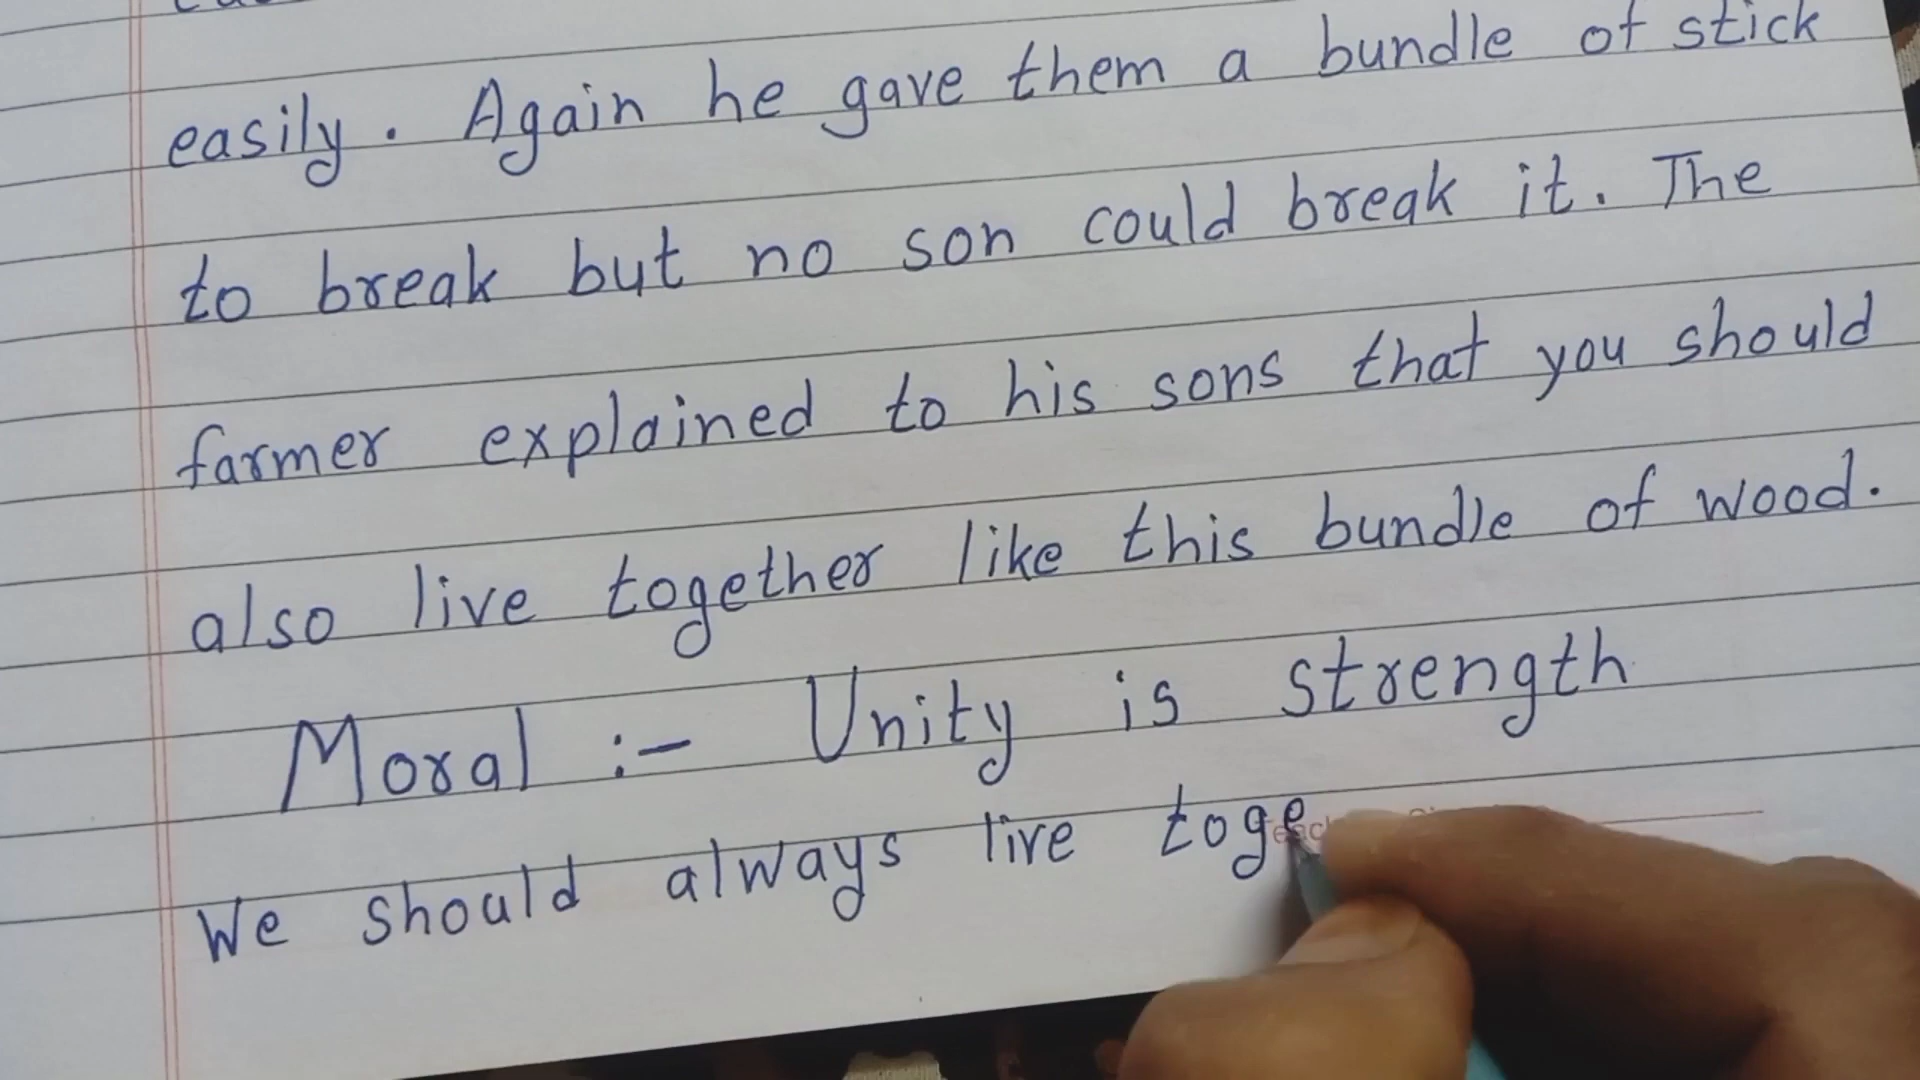 easily. Again he gave them a bundle of stick
to break but no son could break it. The
farmer explained to his sons that you should
also live together like this bundle of wood.
Moral :- Unity is strength
We should always live toge